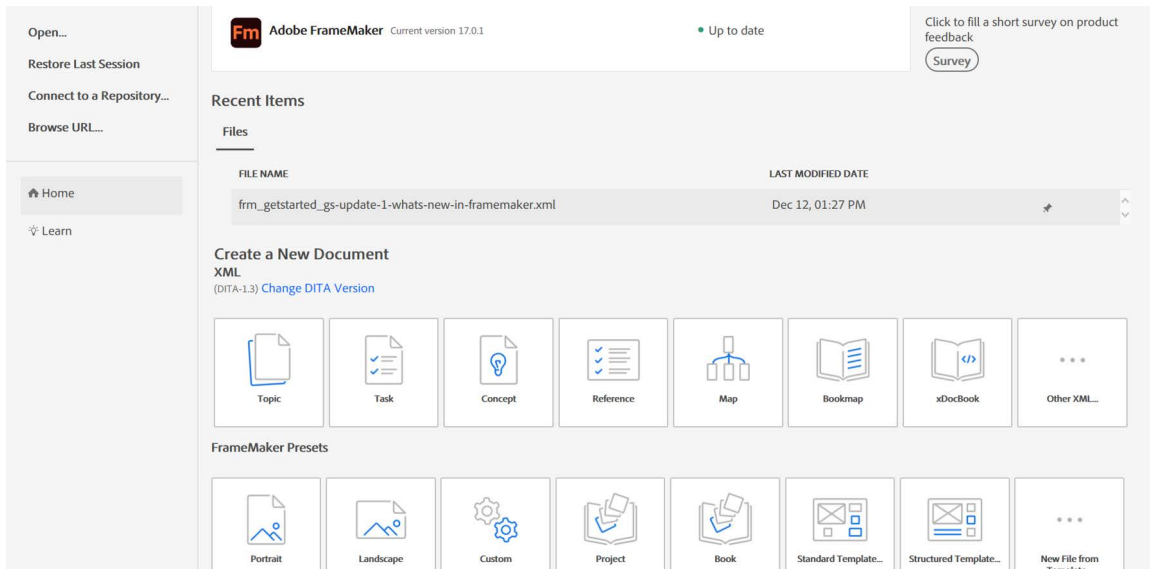 Open...
Restore Last Session
Connect to a Repository...
Browse URL...
Home
Learn
Fm Adobe FrameMaker Current version 17.0.1 Up to date
Click to fill a short survey on product
feedback
Survey
Recent Items
Files
FILE NAME LAST MODIFIED DATE
frm_getstarted_gs-update-1-whats-new-in-framemaker.xml Dec 12, 01:27 PM
Create a New Document
XML
(DITA-1.3) Change DITA Version
Topic Task Concept Reference Map Bookmap xDocBook Other XML...
FrameMaker Presets
Portrait Landscape Custom Project Book Standard Template... Structured Template... New File from
Template...